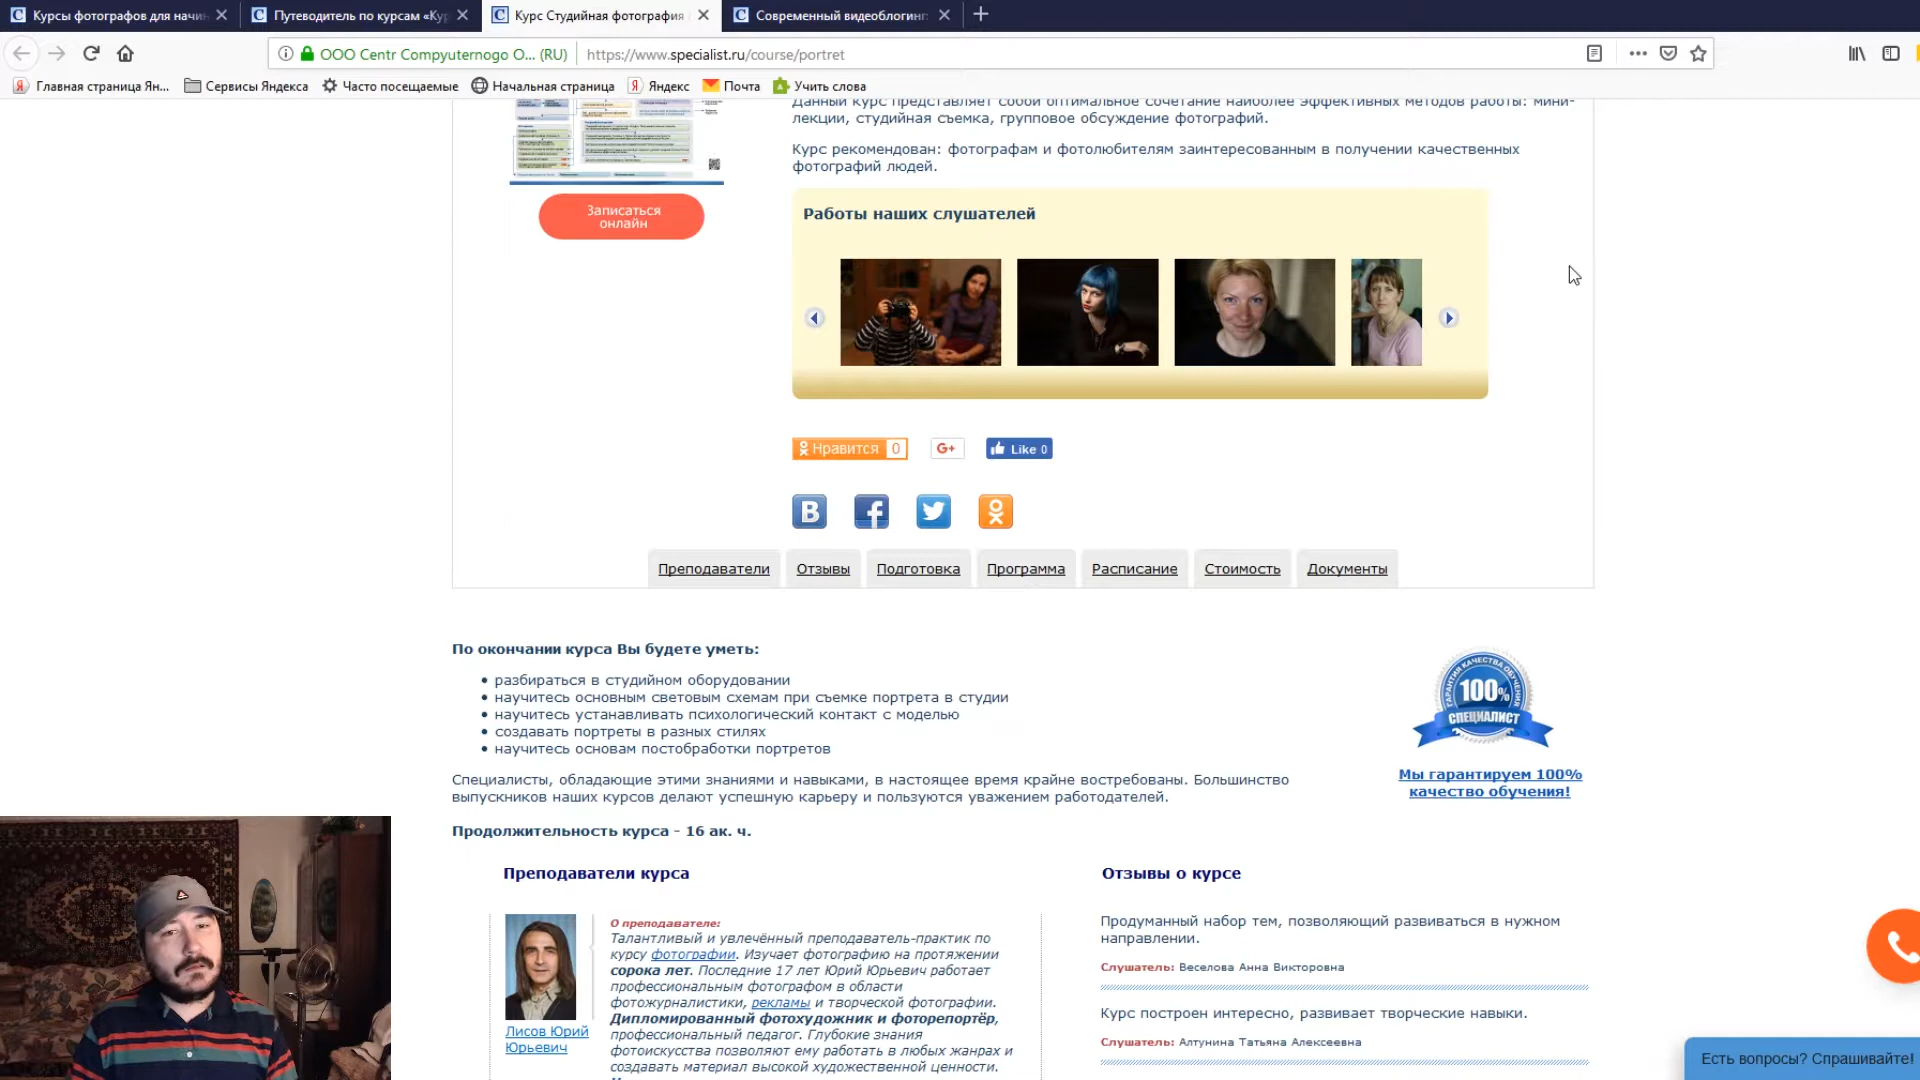 Курсы фотографов для начин
Путеводитель по курсам «Кур
Курс Студийная фотография
Современный видеоблогинг:
ООО Centr Compyuternogo O... (RU)
https://www.specialist.ru/course/portret
Главная страница Ян...
Сервисы Яндекса
Часто посещаемые
Начальная страница
Яндекс
Почта
Учить слова
Данный курс представляет собой оптимальное сочетание наиболее эффективных методов работы: мини-
лекции, студийная съемка, групповое обсуждение фотографий.
Курс рекомендован: фотографам и фотолюбителям заинтересованным в получении качественных
фотографий людей.
Записаться
онлайн
Работы наших слушателей
Нравится 0
G+
Like 0
Преподаватели
Отзывы
Подготовка
Программа
Расписание
Стоимость
Документы
По окончании курса Вы будете уметь:
• разбираться в студийном оборудовании
• научитесь основным световым схемам при съемке портрета в студии
• научитесь устанавливать психологический контакт с моделью
• создавать портреты в разных стилях
• научитесь основам постобработки портретов
ГАРАНТИЯ КАЧЕСТВА ОБУЧЕНИЯ
100%
СПЕЦИАЛИСТ
Мы гарантируем 100%
качество обучения!
Специалисты, обладающие этими знаниями и навыками, в настоящее время крайне востребованы. Большинство
выпускников наших курсов делают успешную карьеру и пользуются уважением работодателей.
Продолжительность курса - 16 ак. ч.
Преподаватели курса
О преподавателе:
Талантливый и увлечённый преподаватель-практик по
курсу фотографии. Изучает фотографию на протяжении
сорока лет. Последние 17 лет Юрий Юрьевич работает
профессиональным фотографом в области
фотожурналистики, рекламы и творческой фотографии.
Дипломированный фотохудожник и фоторепортёр,
профессиональный педагог. Глубокие знания
фотоискусства позволяют ему работать в любых жанрах и
создавать материал высокой художественной ценности.
Лисов Юрий
Юрьевич
Отзывы о курсе
Продуманный набор тем, позволяющий развиваться в нужном
направлении.
Слушатель: Веселова Анна Викторовна
Курс построен интересно, развивает творческие навыки.
Слушатель: Алтунина Татьяна Алексеевна
Есть вопросы? Спрашивайте!